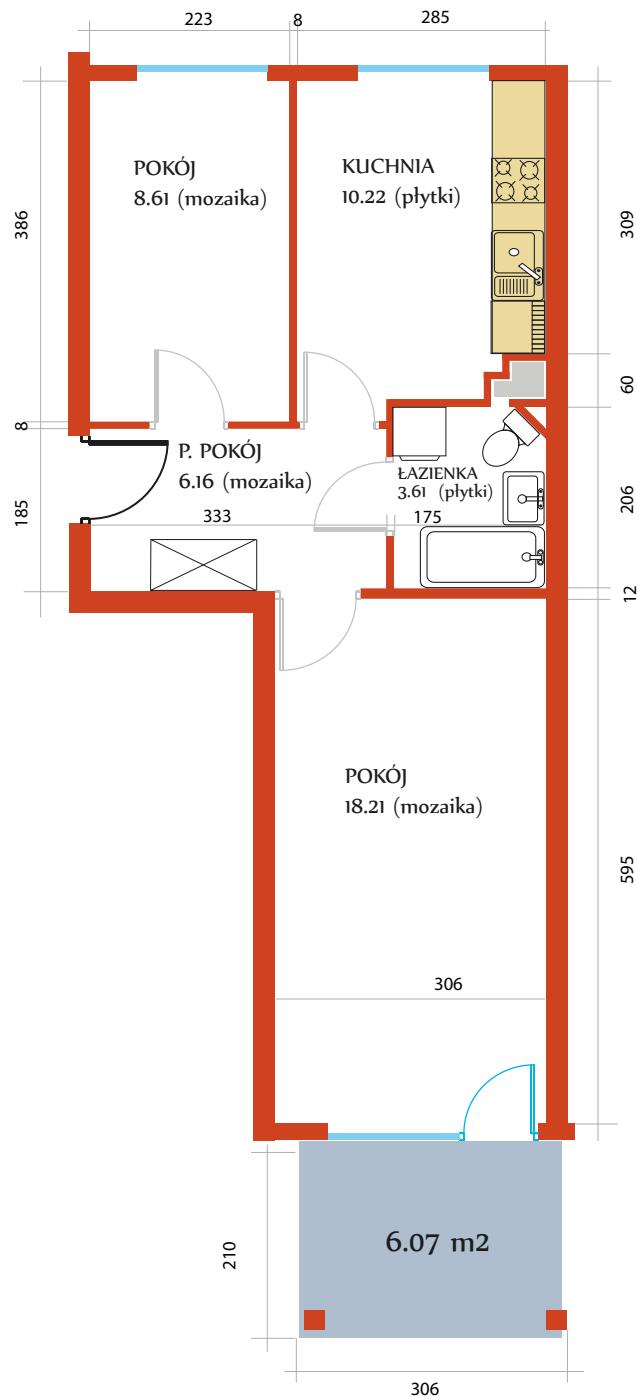 223
8
285
POKÓJ
8.61 (mozaika)
KUCHNIA
10.22 (płytki)
386
309
60
8
P. POKÓJ
6.16 (mozaika)
ŁAZIENKA
3.61 (płytki)
185
206
333
175
12
POKÓJ
18.21 (mozaika)
595
306
6.07 m2
210
306